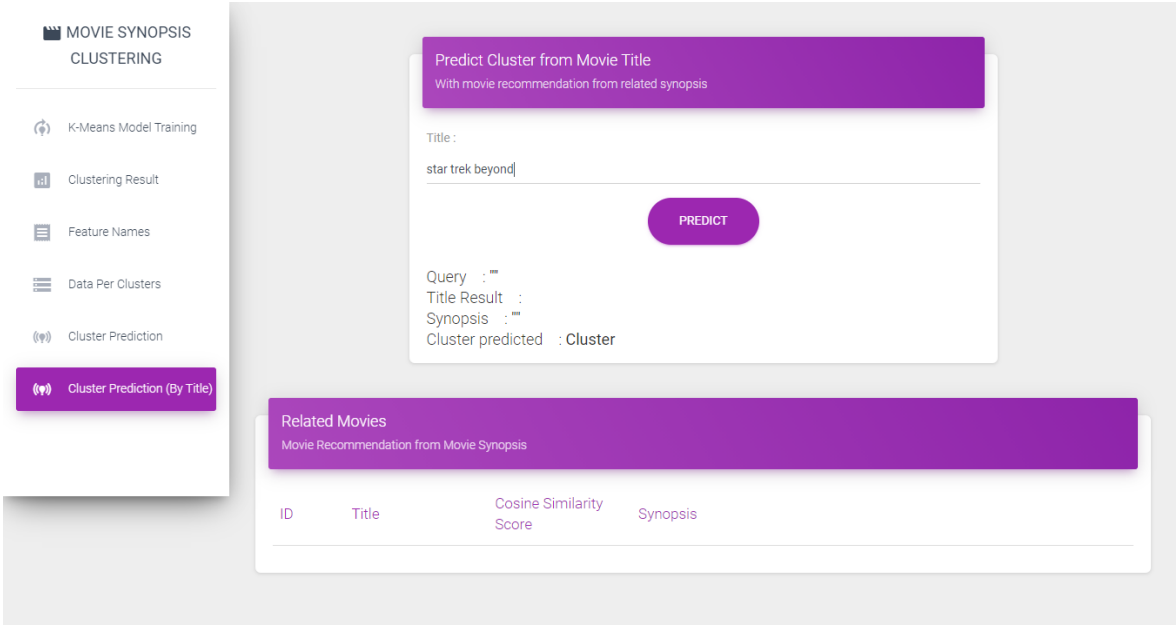 MOVIE SYNOPSIS
CLUSTERING
K-Means Model Training
Clustering Result
Feature Names
Data Per Clusters
Cluster Prediction
Cluster Prediction (By Title)
Predict Cluster from Movie Title
With movie recommendation from related synopsis
Title :
star trek beyond
PREDICT
Query : ""
Title Result :
Synopsis : ""
Cluster predicted : Cluster
Related Movies
Movie Recommendation from Movie Synopsis
ID Title Cosine Similarity Score Synopsis